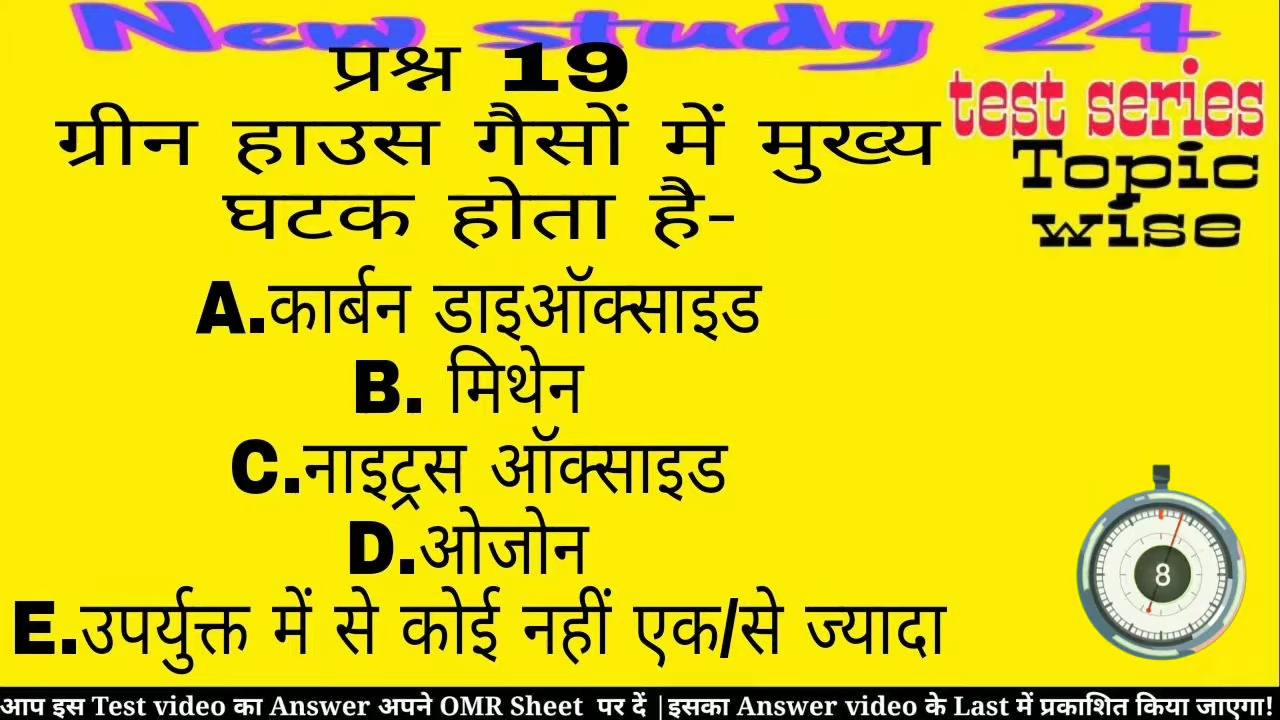 New study 24
प्रश्न 19
ग्रीन हाउस गैसों में मुख्य
घटक होता है-
test series
Topic
wise
A.कार्बन डाइऑक्साइड
B. मिथेन
C.नाइट्रस ऑक्साइड
D.ओजोन
E.उपर्युक्त में से कोई नहीं एक/से ज्यादा
8
आप इस Test video का Answer अपने OMR Sheet पर दें |इसका Answer video के Last में प्रकाशित किया जाएगा!